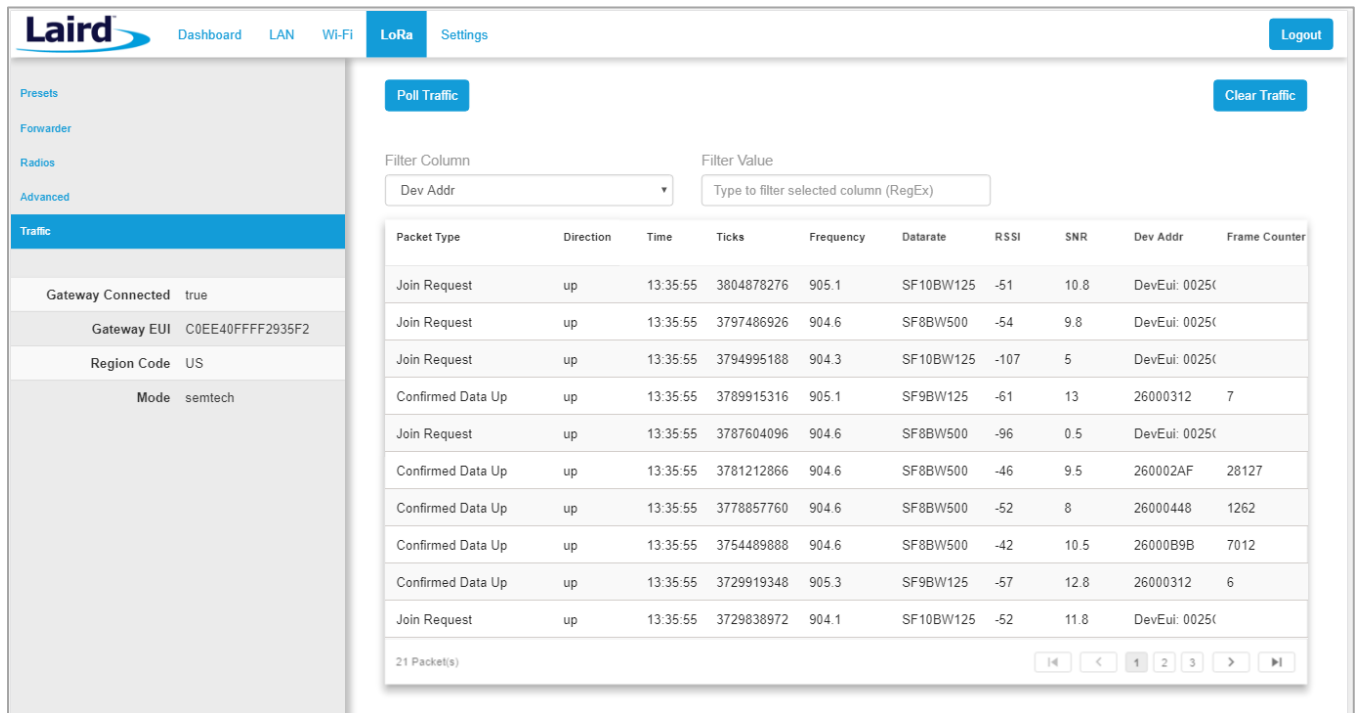 Laird Dashboard LAN Wi-Fi LoRa Settings Logout
Presets
Forwarder
Radios
Advanced
Traffic
Gateway Connected true
Gateway EUI C0EE40FFFF2935F2
Region Code US
Mode semtech
Poll Traffic Clear Traffic
Filter Column Filter Value
Dev Addr Type to filter selected column (RegEx)
Packet Type Direction Time Ticks Frequency Datarate RSSI SNR Dev Addr Frame Counter
Join Request up 13:35:55 3804878276 905.1 SF10BW125 -51 10.8 DevEui: 0025
Join Request up 13:35:55 3797486926 904.6 SF8BW500 -54 9.8 DevEui: 0025
Join Request up 13:35:55 3794995188 904.3 SF10BW125 -107 5 DevEui: 0025
Confirmed Data Up up 13:35:55 3789915316 905.1 SF9BW125 -61 13 26000312 7
Join Request up 13:35:55 3787604096 904.6 SF8BW500 -96 0.5 DevEui: 0025
Confirmed Data Up up 13:35:55 3781212866 904.6 SF8BW500 -46 9.5 260002AF 28127
Confirmed Data Up up 13:35:55 3778857760 904.6 SF8BW500 -52 8 26000448 1262
Confirmed Data Up up 13:35:55 3754489888 904.6 SF8BW500 -42 10.5 26000B9B 7012
Confirmed Data Up up 13:35:55 3729919348 905.3 SF9BW125 -57 12.8 26000312 6
Join Request up 13:35:55 3729838972 904.1 SF10BW125 -52 11.8 DevEui: 0025
21 Packet(s) 1 2 3